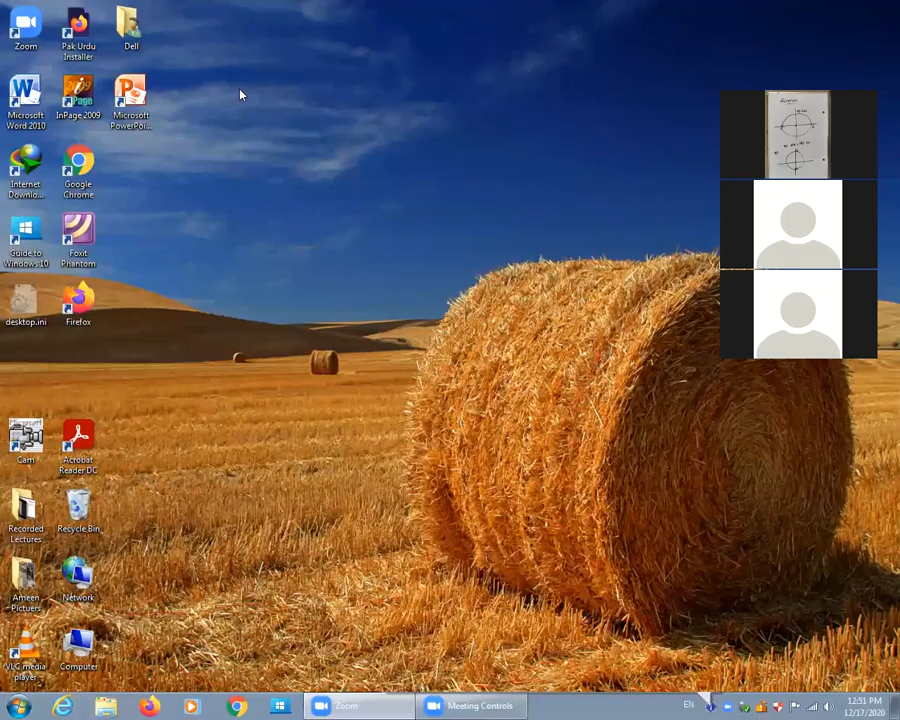 Zoom
Pak Urdu
Installer
Dell
Microsoft
Word 2010
InPage 2009
Microsoft
PowerPoi...
Internet
Downlo...
Google
Chrome
Guide to
Windows 10
Foxit
Phantom
desktop.ini
Firefox
Cam
Acrobat
Reader DC
Recorded
Lectures
Recycle Bin
Ameen
Pictuers
Network
VLC media
player
Computer
Zoom
Meeting Controls
EN
12:51 PM
12/17/2020